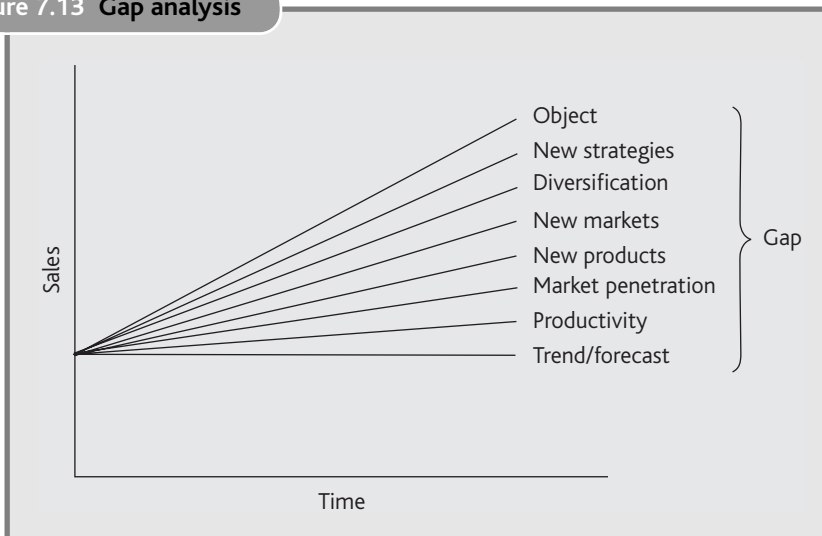 ure 7.13 Gap analysis
Object
New strategies
Diversification
New markets
Gap
New products
Market penetration
Productivity
Trend/forecast
Sales
Time